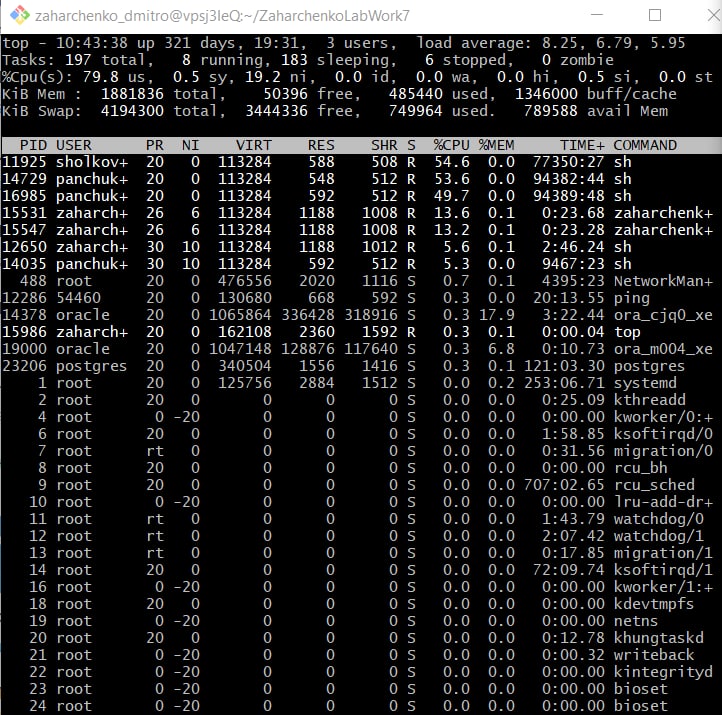 zaharchenko_dmitro@vpsj3IeQ:~/ZaharchenkoLabWork7
top - 10:43:38 up 321 days, 19:31,  3 users,  load average: 8.25, 6.79, 5.95
Tasks: 197 total,   8 running, 183 sleeping,   6 stopped,   0 zombie
%Cpu(s): 79.8 us,  0.5 sy, 19.2 ni,  0.0 id,  0.0 wa,  0.0 hi,  0.5 si,  0.0 st
KiB Mem :  1881836 total,    50396 free,   485440 used,  1346000 buff/cache
KiB Swap:  4194300 total,  3444336 free,   749964 used.   789588 avail Mem
PID USER      PR  NI    VIRT    RES    SHR S  %CPU %MEM     TIME+ COMMAND
11925 sholkov+  20   0  113284    588    508 R  54.6  0.0  77350:27 sh
14729 panchuk+  20   0  113284    548    512 R  53.6  0.0  94382:44 sh
16985 panchuk+  20   0  113284    592    512 R  49.7  0.0  94389:48 sh
15531 zaharch+  26   6  113284   1188   1008 R  13.6  0.1   0:23.68 zaharchenk+
15547 zaharch+  26   6  113284   1188   1008 R  13.2  0.1   0:23.28 zaharchenk+
12650 zaharch+  30  10  113284   1188   1012 R   5.6  0.1   2:46.24 sh
14035 panchuk+  30  10  113284    592    512 R   5.3  0.0   9467:23 sh
488 root      20   0  476556   2020   1116 S   0.7  0.1   4395:23 NetworkMan+
12286 54460     20   0  130680    668    592 S   0.3  0.0  20:13.55 ping
14378 oracle    20   0 1065864 336428 318916 S   0.3 17.9   3:22.44 ora_cjq0_xe
15986 zaharch+  20   0  162108   2360   1592 R   0.3  0.1   0:00.04 top
19000 oracle    20   0 1047148 128876 117640 S   0.3  6.8   0:10.73 ora_m004_xe
23206 postgres  20   0  340504   1556   1416 S   0.3  0.1 121:03.30 postgres
1 root      20   0  125756   2884   1512 S   0.0  0.2 253:06.71 systemd
2 root      20   0       0      0      0 S   0.0  0.0   0:25.09 kthreadd
4 root       0 -20       0      0      0 S   0.0  0.0   0:00.00 kworker/0:+
6 root      20   0       0      0      0 S   0.0  0.0   1:58.85 ksoftirqd/0
7 root      rt   0       0      0      0 S   0.0  0.0   0:31.56 migration/0
8 root      20   0       0      0      0 S   0.0  0.0   0:00.00 rcu_bh
9 root      20   0       0      0      0 S   0.0  0.0 707:02.65 rcu_sched
10 root       0 -20       0      0      0 S   0.0  0.0   0:00.00 lru-add-dr+
11 root      rt   0       0      0      0 S   0.0  0.0   1:43.79 watchdog/0
12 root      rt   0       0      0      0 S   0.0  0.0   2:07.42 watchdog/1
13 root      rt   0       0      0      0 S   0.0  0.0   0:17.85 migration/1
14 root      20   0       0      0      0 S   0.0  0.0  72:09.74 ksoftirqd/1
16 root       0 -20       0      0      0 S   0.0  0.0   0:00.00 kworker/1:+
18 root      20   0       0      0      0 S   0.0  0.0   0:00.00 kdevtmpfs
19 root       0 -20       0      0      0 S   0.0  0.0   0:00.00 netns
20 root      20   0       0      0      0 S   0.0  0.0   0:12.78 khungtaskd
21 root       0 -20       0      0      0 S   0.0  0.0   0:00.32 writeback
22 root       0 -20       0      0      0 S   0.0  0.0   0:00.00 kintegrityd
23 root       0 -20       0      0      0 S   0.0  0.0   0:00.00 bioset
24 root       0 -20       0      0      0 S   0.0  0.0   0:00.00 bioset